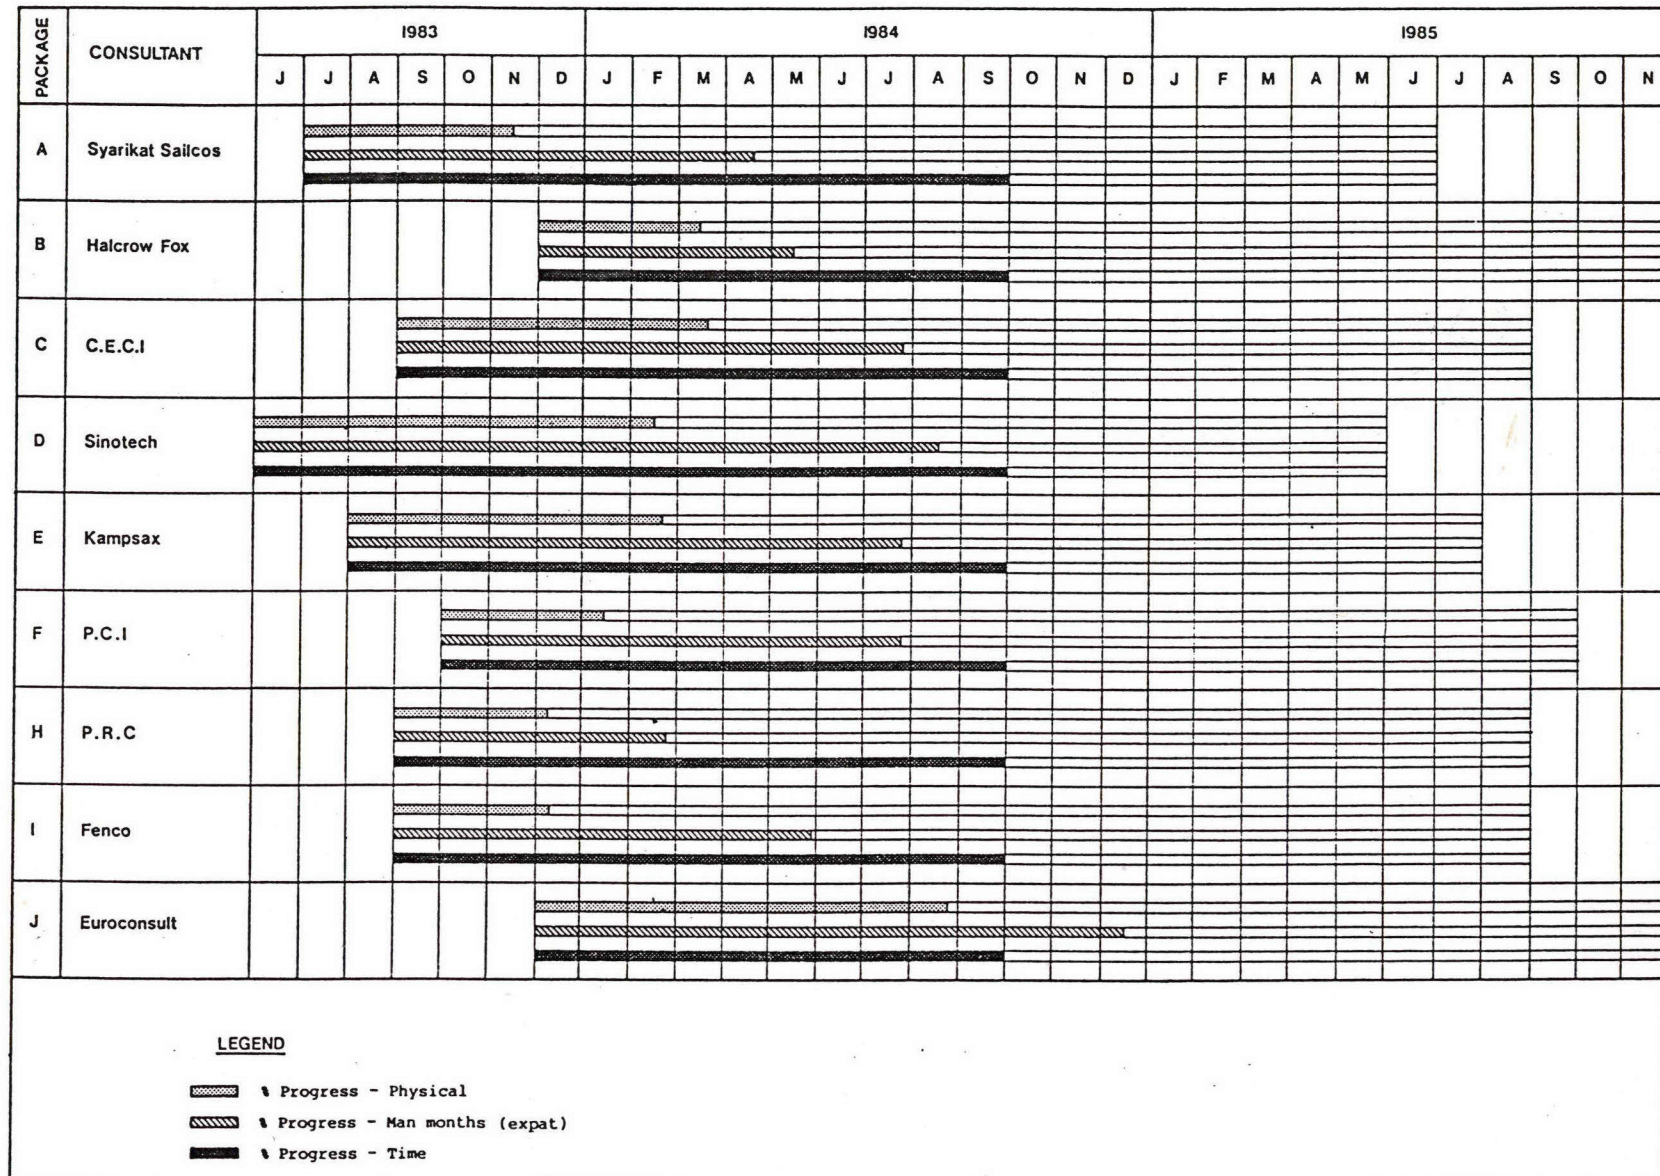 PACKAGE
CONSULTANT
1983
1984
1985
J J A S O N D J F M A M J J A S O N D J F M A M J J A S O N
A Syarikat Sailcos
B Halcrow Fox
C C.E.C.I
D Sinotech
E Kampsax
F P.C.I
H P.R.C
I Fenco
J Euroconsult
LEGEND
% Progress - Physical
% Progress - Man months (expat)
% Progress - Time